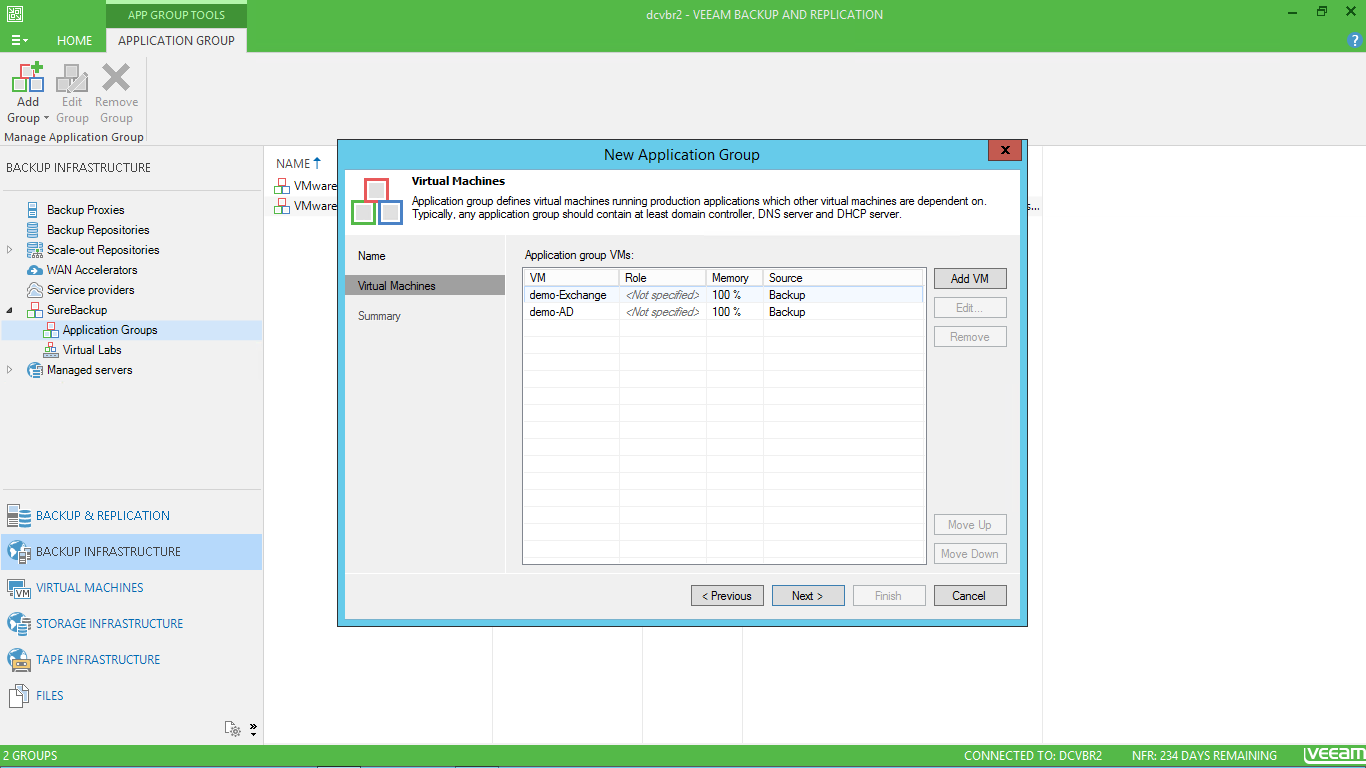 APP GROUP TOOLS
dcvbr2 - VEEAM BACKUP AND REPLICATION
HOME
APPLICATION GROUP
?
Add Group
Edit Group
Remove Group
Manage Application Group
BACKUP INFRASTRUCTURE
Backup Proxies
Backup Repositories
Scale-out Repositories
WAN Accelerators
Service providers
SureBackup
Application Groups
Virtual Labs
Managed servers
BACKUP & REPLICATION
BACKUP INFRASTRUCTURE
VM
VIRTUAL MACHINES
STORAGE INFRASTRUCTURE
TAPE INFRASTRUCTURE
FILES
NAME
VMware
VMware
s...
New Application Group
x
Virtual Machines
Application group defines virtual machines running production applications which other virtual machines are dependent on.
Typically, any application group should contain at least domain controller, DNS server and DHCP server.
Name
Virtual Machines
Summary
Application group VMs:
VM Role Memory Source
demo-Exchange <Not specified> 100 % Backup
demo-AD <Not specified> 100 % Backup
Add VM
Edit...
Remove
Move Up
Move Down
< Previous
Next >
Finish
Cancel
2 GROUPS
CONNECTED TO: DCVBR2
NFR: 234 DAYS REMAINING
veeam